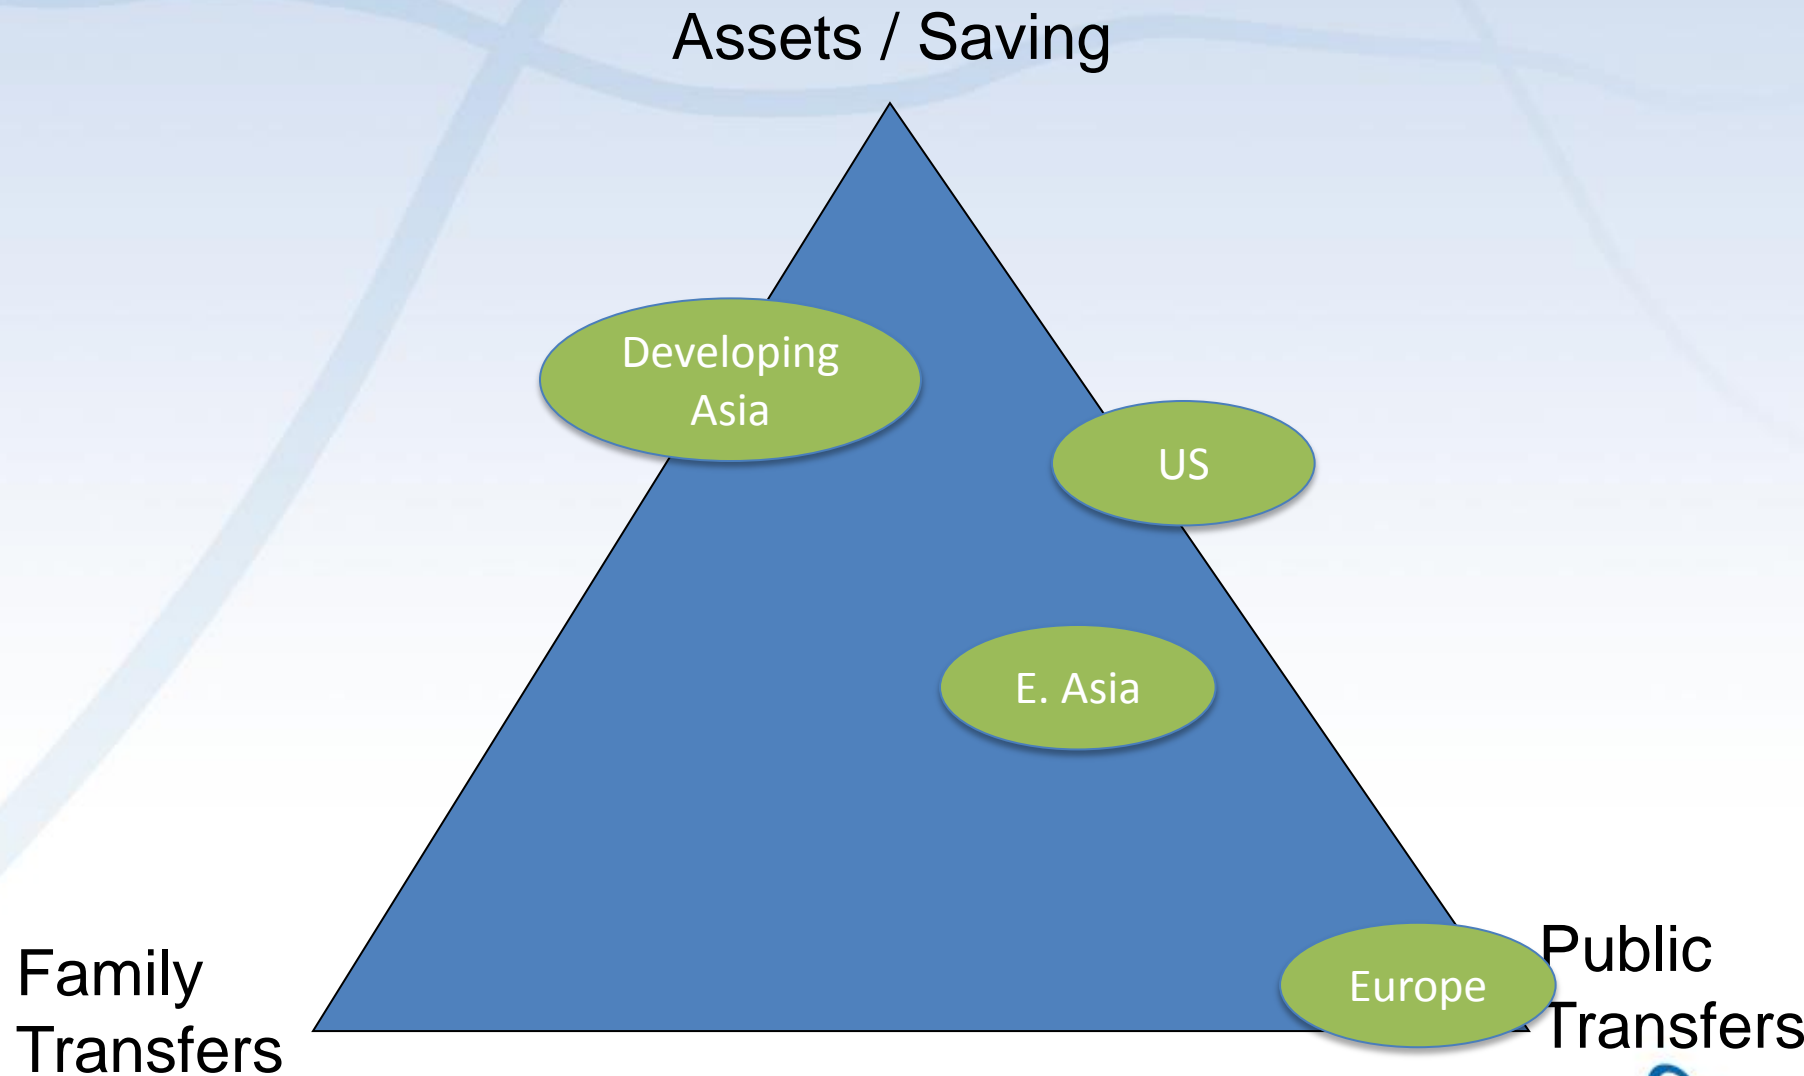 Assets / Saving
Developing
Asia
US
E. Asia
Europe
Family
Transfers
Public
Transfers